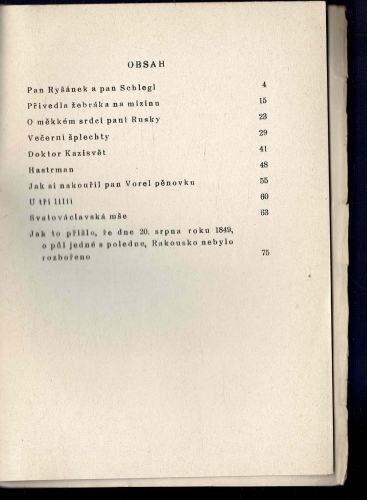 OBSAH
Pan Ryšánek a pan Schlegl 4
Přivedla žebráka na mizinu 15
O měkkém srdci paní Rusky 23
Večerní šplechty 29
Doktor Kazisvět 41
Hastrman 48
Jak si nakouřil pan Vorel pěnovku 55
U tří lilií 60
Svatováclavská mše 63
Jak to přišlo, že dne 20. srpna roku 1849,
o půl jedné s poledne, Rakousko nebylo
rozbořeno 75